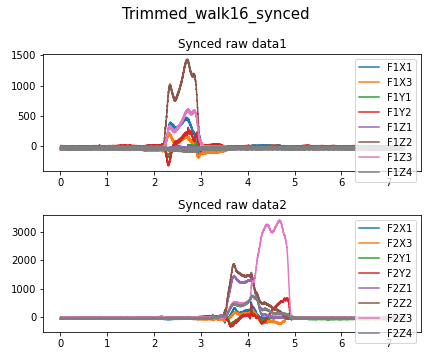 Trimmed_walk16_synced
Synced raw data1
1500
1000
500
0
F1X1
F1X3
F1Y1
F1Y2
F1Z1
F1Z2
F1Z3
F1Z4
0 1 2 3 4 5 6 7
Synced raw data2
3000
2000
1000
0
F2X1
F2X3
F2Y1
F2Y2
F2Z1
F2Z2
F2Z3
F2Z4
0 1 2 3 4 5 6 7